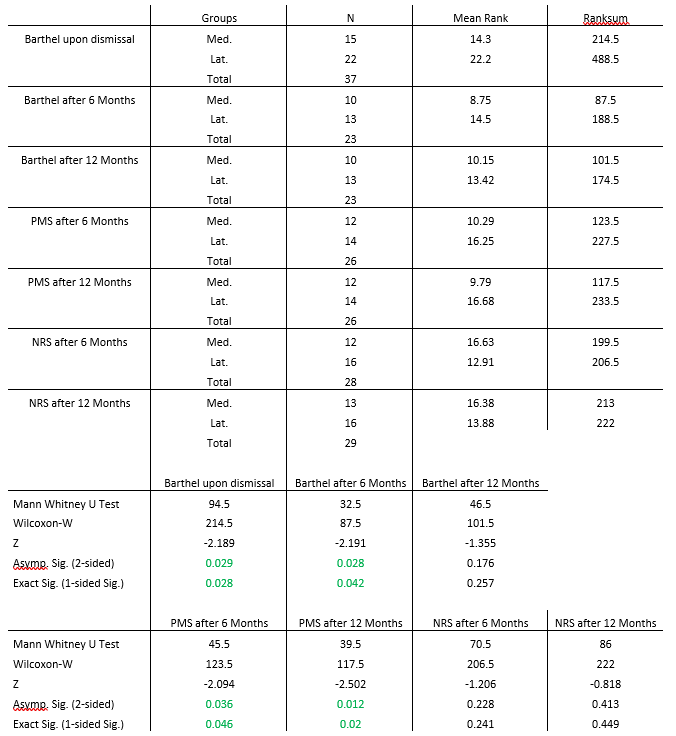 Groups N Mean Rank Ranksum
Barthel upon dismissal Med. 15 14.3 214.5
Lat. 22 22.2 488.5
Total 37
Barthel after 6 Months Med. 10 8.75 87.5
Lat. 13 14.5 188.5
Total 23
Barthel after 12 Months Med. 10 10.15 101.5
Lat. 13 13.42 174.5
Total 23
PMS after 6 Months Med. 12 10.29 123.5
Lat. 14 16.25 227.5
Total 26
PMS after 12 Months Med. 12 9.79 117.5
Lat. 14 16.68 233.5
Total 26
NRS after 6 Months Med. 12 16.63 199.5
Lat. 16 12.91 206.5
Total 28
NRS after 12 Months Med. 13 16.38 213
Lat. 16 13.88 222
Total 29
Barthel upon dismissal Barthel after 6 Months Barthel after 12 Months
Mann Whitney U Test 94.5 32.5 46.5
Wilcoxon-W 214.5 87.5 101.5
Z -2.189 -2.191 -1.355
Asymp. Sig. (2-sided) 0.029 0.028 0.176
Exact Sig. (1-sided Sig.) 0.028 0.042 0.257
PMS after 6 Months PMS after 12 Months NRS after 6 Months NRS after 12 Months
Mann Whitney U Test 45.5 39.5 70.5 86
Wilcoxon-W 123.5 117.5 206.5 222
Z -2.094 -2.502 -1.206 -0.818
Asymp. Sig. (2-sided) 0.036 0.012 0.228 0.413
Exact Sig. (1-sided Sig.) 0.046 0.02 0.241 0.449